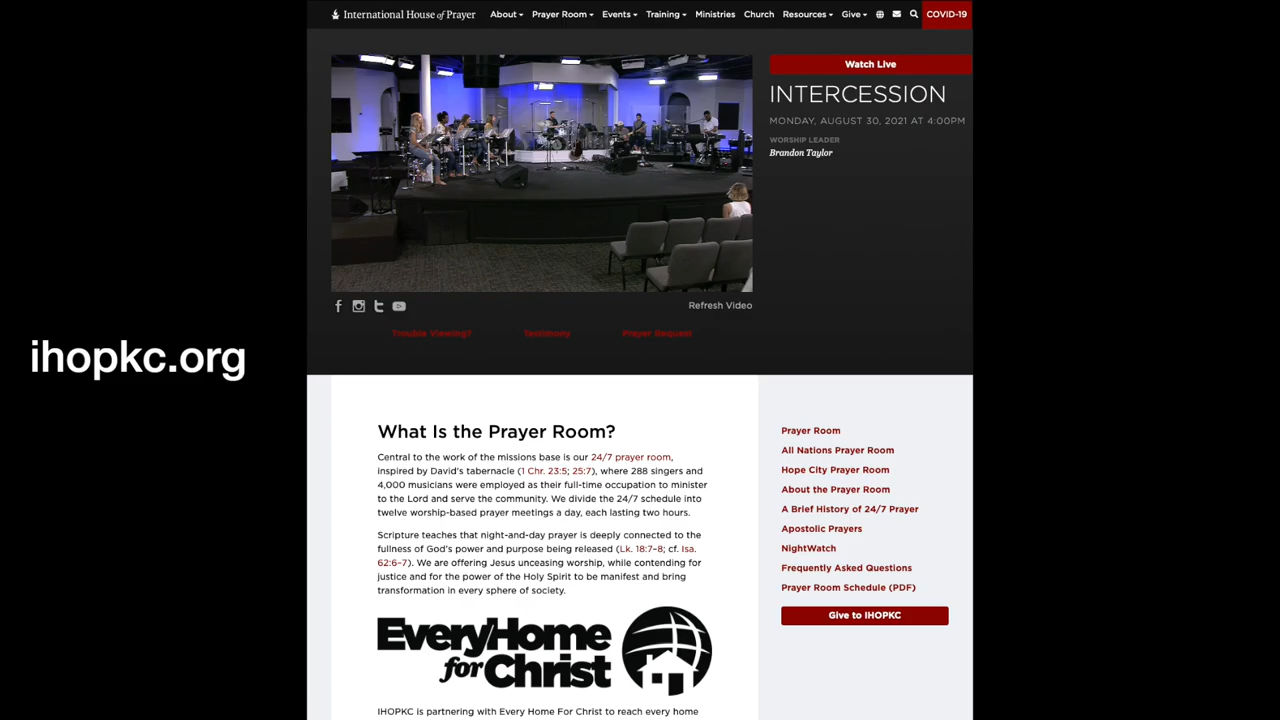 International House of Prayer
About Prayer Room Events Training Ministries Church Resources Give COVID-19
Watch Live
INTERCESSION
MONDAY, AUGUST 30, 2021 AT 4:00PM
WORSHIP LEADER
Brandon Taylor
Refresh Video
Trouble Viewing? Testimony Prayer Request
ihopkc.org
What Is the Prayer Room?
Central to the work of the missions base is our 24/7 prayer room,
inspired by David's tabernacle (1 Chr. 23:5; 25:7), where 288 singers and
4,000 musicians were employed as their full-time occupation to minister
to the Lord and serve the community. We divide the 24/7 schedule into
twelve worship-based prayer meetings a day, each lasting two hours.
Scripture teaches that night-and-day prayer is deeply connected to the
fullness of God's power and purpose being released (Lk. 18:7–8; cf. Isa.
62:6–7). We are offering Jesus unceasing worship, while contending for
justice and for the power of the Holy Spirit to be manifest and bring
transformation in every sphere of society.
EveryHome
for Christ
IHOPKC is partnering with Every Home For Christ to reach every home
Prayer Room
All Nations Prayer Room
Hope City Prayer Room
About the Prayer Room
A Brief History of 24/7 Prayer
Apostolic Prayers
NightWatch
Frequently Asked Questions
Prayer Room Schedule (PDF)
Give to IHOPKC